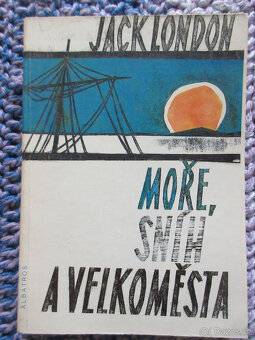 JACK LONDON
MOŘE,
SNÍH
A VELKOMĚSTA
ALBATROS